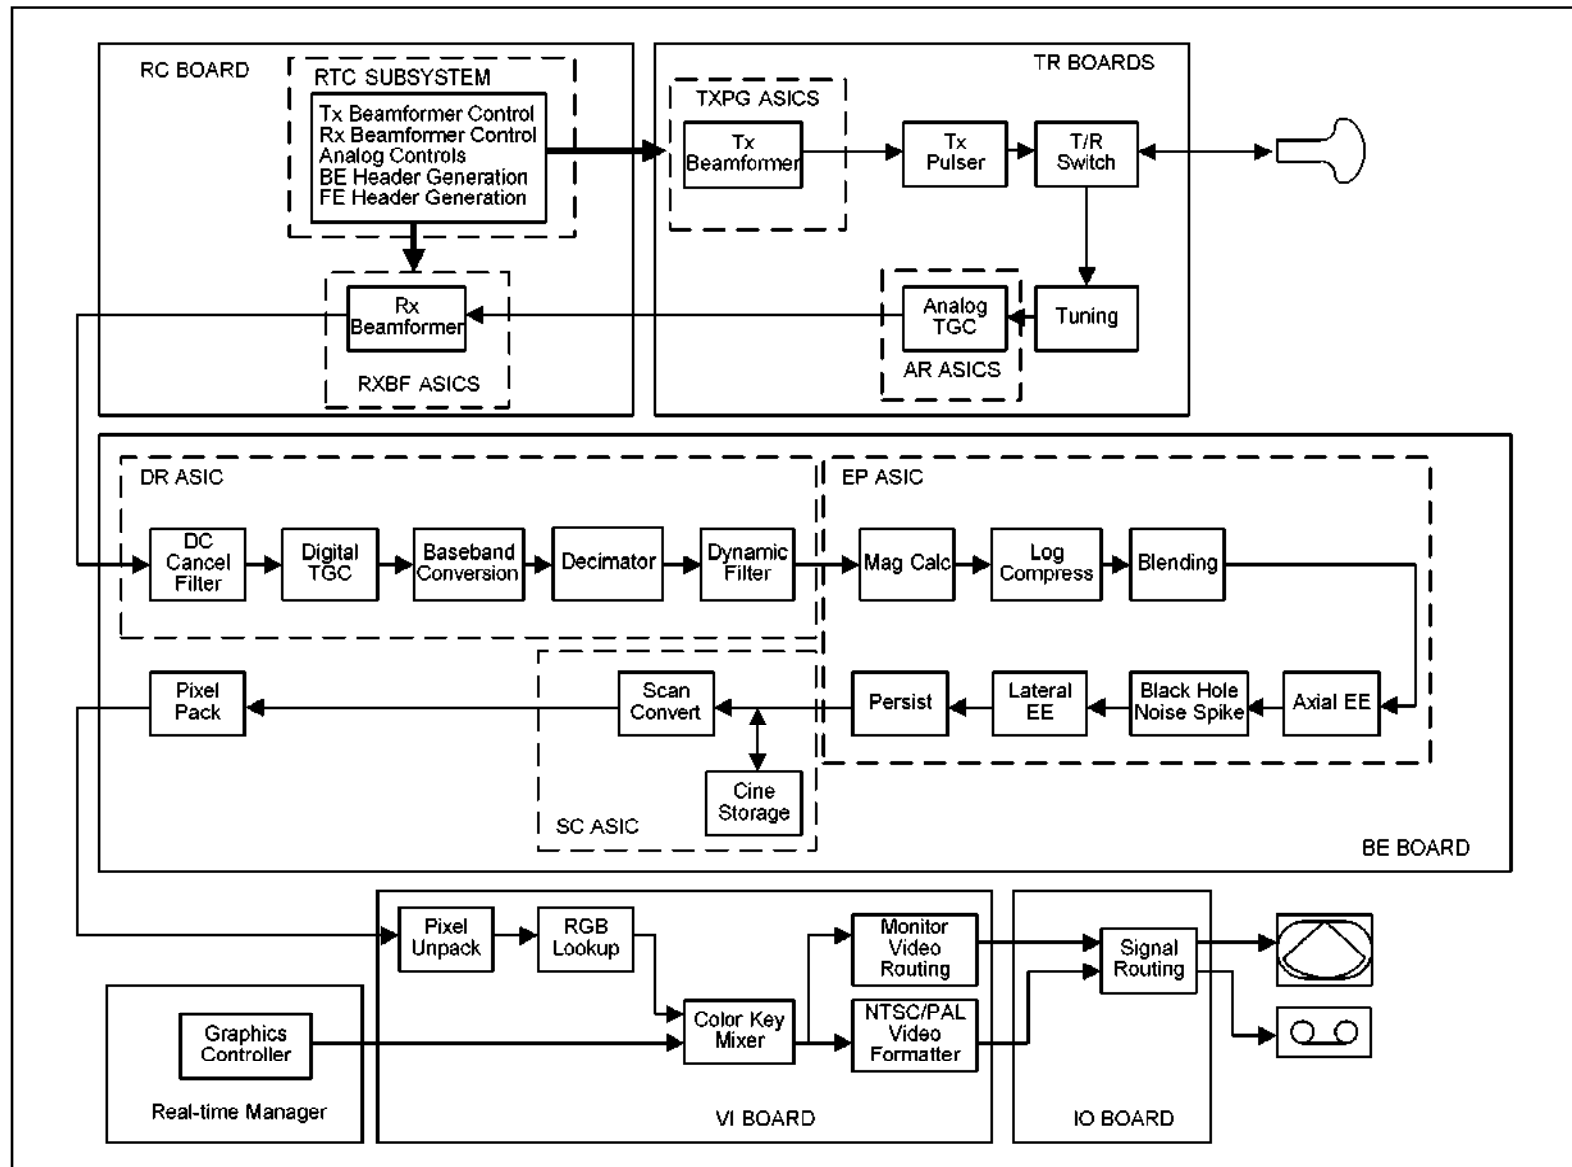 RC BOARD
RTC SUBSYSTEM
Tx Beamformer Control
Rx Beamformer Control
Analog Controls
BE Header Generation
FE Header Generation
Rx
Beamformer
RXBF ASICS
TR BOARDS
TXPG ASICS
Tx
Beamformer
Tx
Pulser
T/R
Switch
Analog
TGC
AR ASICS
Tuning
DR ASIC
DC
Cancel
Filter
Digital
TGC
Baseband
Conversion
Decimator
Dynamic
Filter
EP ASIC
Mag Calc
Log
Compress
Blending
Pixel
Pack
Scan
Convert
Cine
Storage
SC ASIC
Persist
Lateral
EE
Black Hole
Noise Spike
Axial EE
BE BOARD
Pixel
Unpack
RGB
Lookup
Color Key
Mixer
Monitor
Video
Routing
NTSC/PAL
Video
Formatter
VI BOARD
Signal
Routing
IO BOARD
Graphics
Controller
Real-time Manager